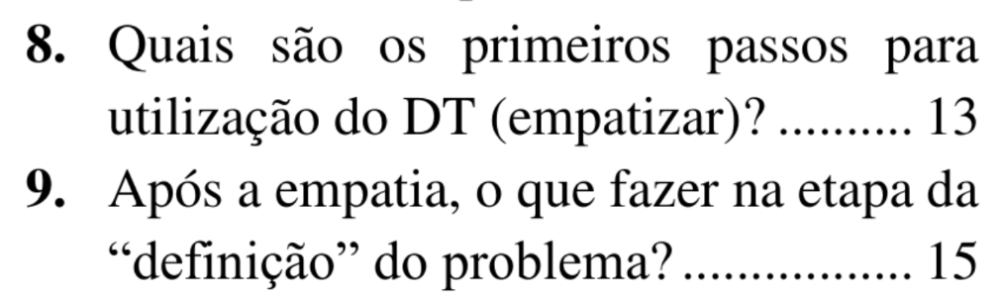 8. Quais são os primeiros passos para
utilização do DT (empatizar)? .......... 13
9. Após a empatia, o que fazer na etapa da
“definição” do problema? ................. 15